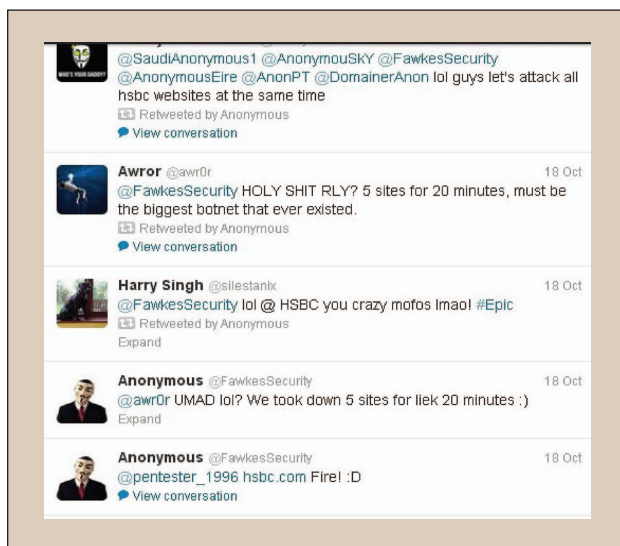 @SaudiAnonymous1 @AnonymouSkY @FawkesSecurity
WHO'S YOUR DADDY?
@AnonymousEire @AnonPT @DomainerAnon lol guys let's attack all
hsbc websites at the same time
Retweeted by Anonymous
View conversation
Awror @awr0r 18 Oct
@FawkesSecurity HOLY SHIT RLY? 5 sites for 20 minutes, must be
the biggest botnet that ever existed.
Retweeted by Anonymous
View conversation
Harry Singh @silestanix 18 Oct
@FawkesSecurity lol @ HSBC you crazy mofos lmao! #Epic
Retweeted by Anonymous
Expand
Anonymous @FawkesSecurity 18 Oct
@awr0r UMAD lol? We took down 5 sites for liek 20 minutes :)
Expand
Anonymous @FawkesSecurity 18 Oct
@pentester_1996 hsbc.com Fire! :D
View conversation